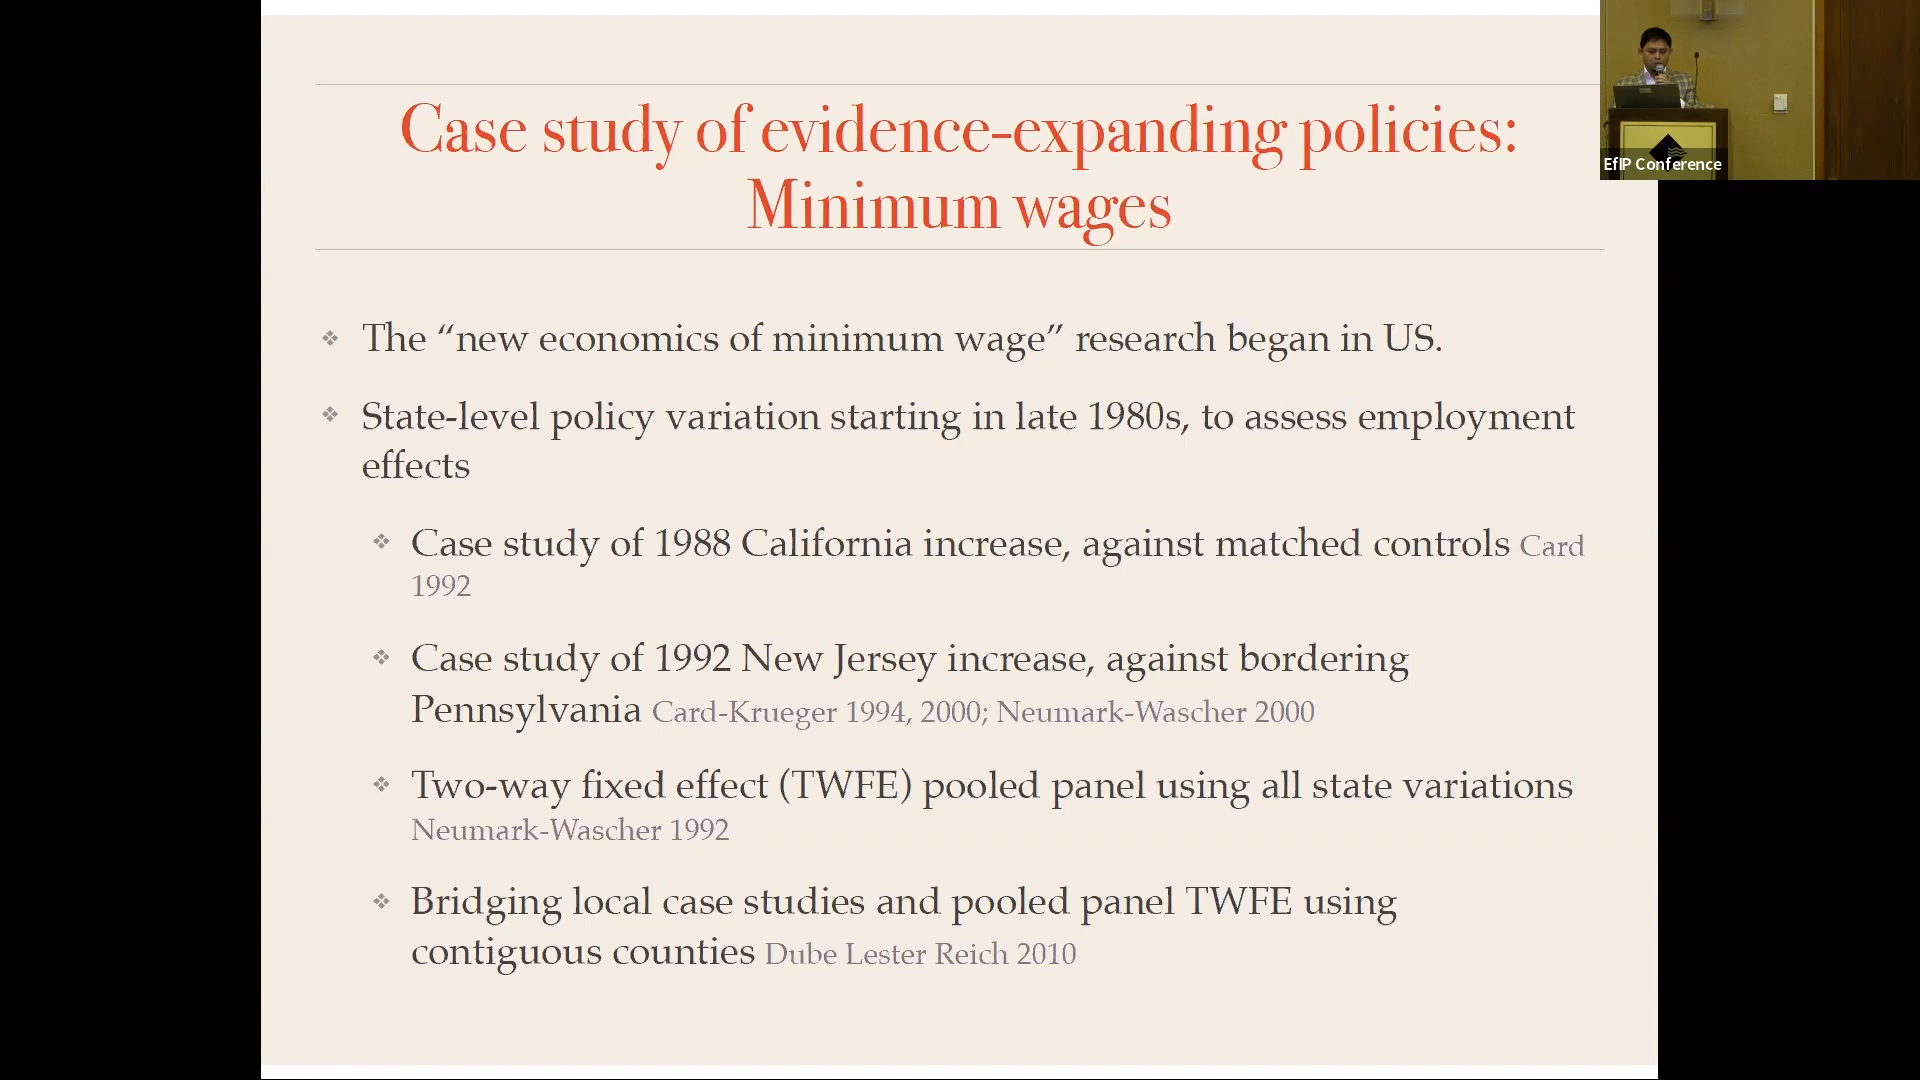 Case study of evidence-expanding policies:
Minimum wages
The “new economics of minimum wage” research began in US.
State-level policy variation starting in late 1980s, to assess employment
effects
Case study of 1988 California increase, against matched controls Card
1992
Case study of 1992 New Jersey increase, against bordering
Pennsylvania Card-Krueger 1994, 2000; Neumark-Wascher 2000
Two-way fixed effect (TWFE) pooled panel using all state variations
Neumark-Wascher 1992
Bridging local case studies and pooled panel TWFE using
contiguous counties Dube Lester Reich 2010
EfIP Conference